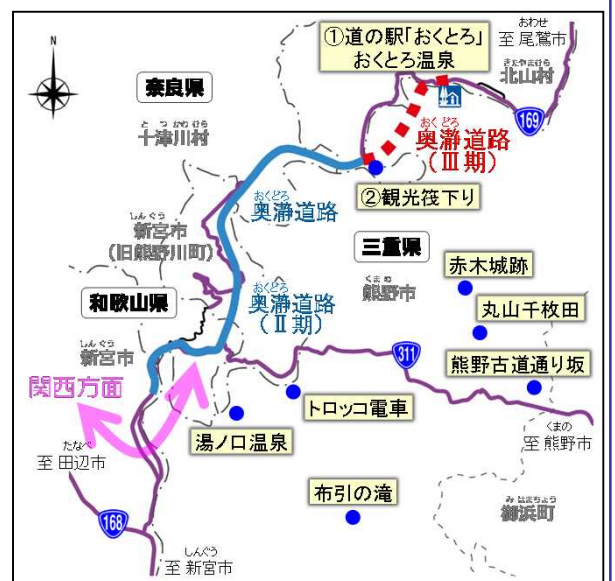 N
①道の駅「おくとろ」
おくとろ温泉
おわせ
至 尾鷲市
きたやまむら
北山村
169
奈良県
とつかわむら
十津川村
おくどろ
奥瀞道路
(Ⅲ期)
②観光筏下り
おくどろ
奥瀞道路
しんぐう
新宮市
(旧熊野川町)
三重県
くまの
熊野市
赤木城跡
丸山千枚田
和歌山県
おくどろ
奥瀞道路
(Ⅱ期)
しんぐう
新宮市
関西方面
311
熊野古道通り坂
トロッコ電車
湯ノ口温泉
くまの
至 熊野市
たなべ
至 田辺市
布引の滝
みはまちょう
御浜町
168
しんぐう
至 新宮市